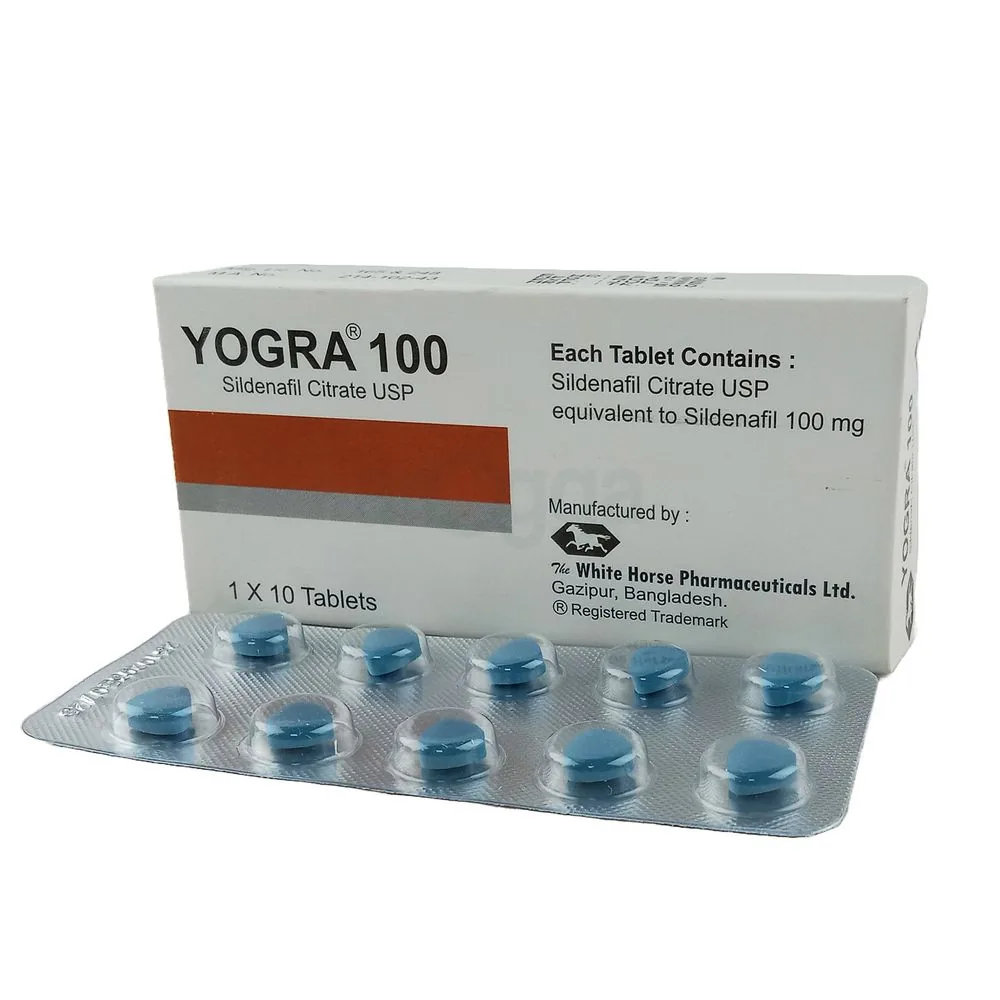 YOGRA® 100
Sildenafil Citrate USP
1 X 10 Tablets
Each Tablet Contains :
Sildenafil Citrate USP
equivalent to Sildenafil 100 mg
Manufactured by :
The White Horse Pharmaceuticals Ltd.
Gazipur, Bangladesh.
® Registered Trademark
YOGRA 100